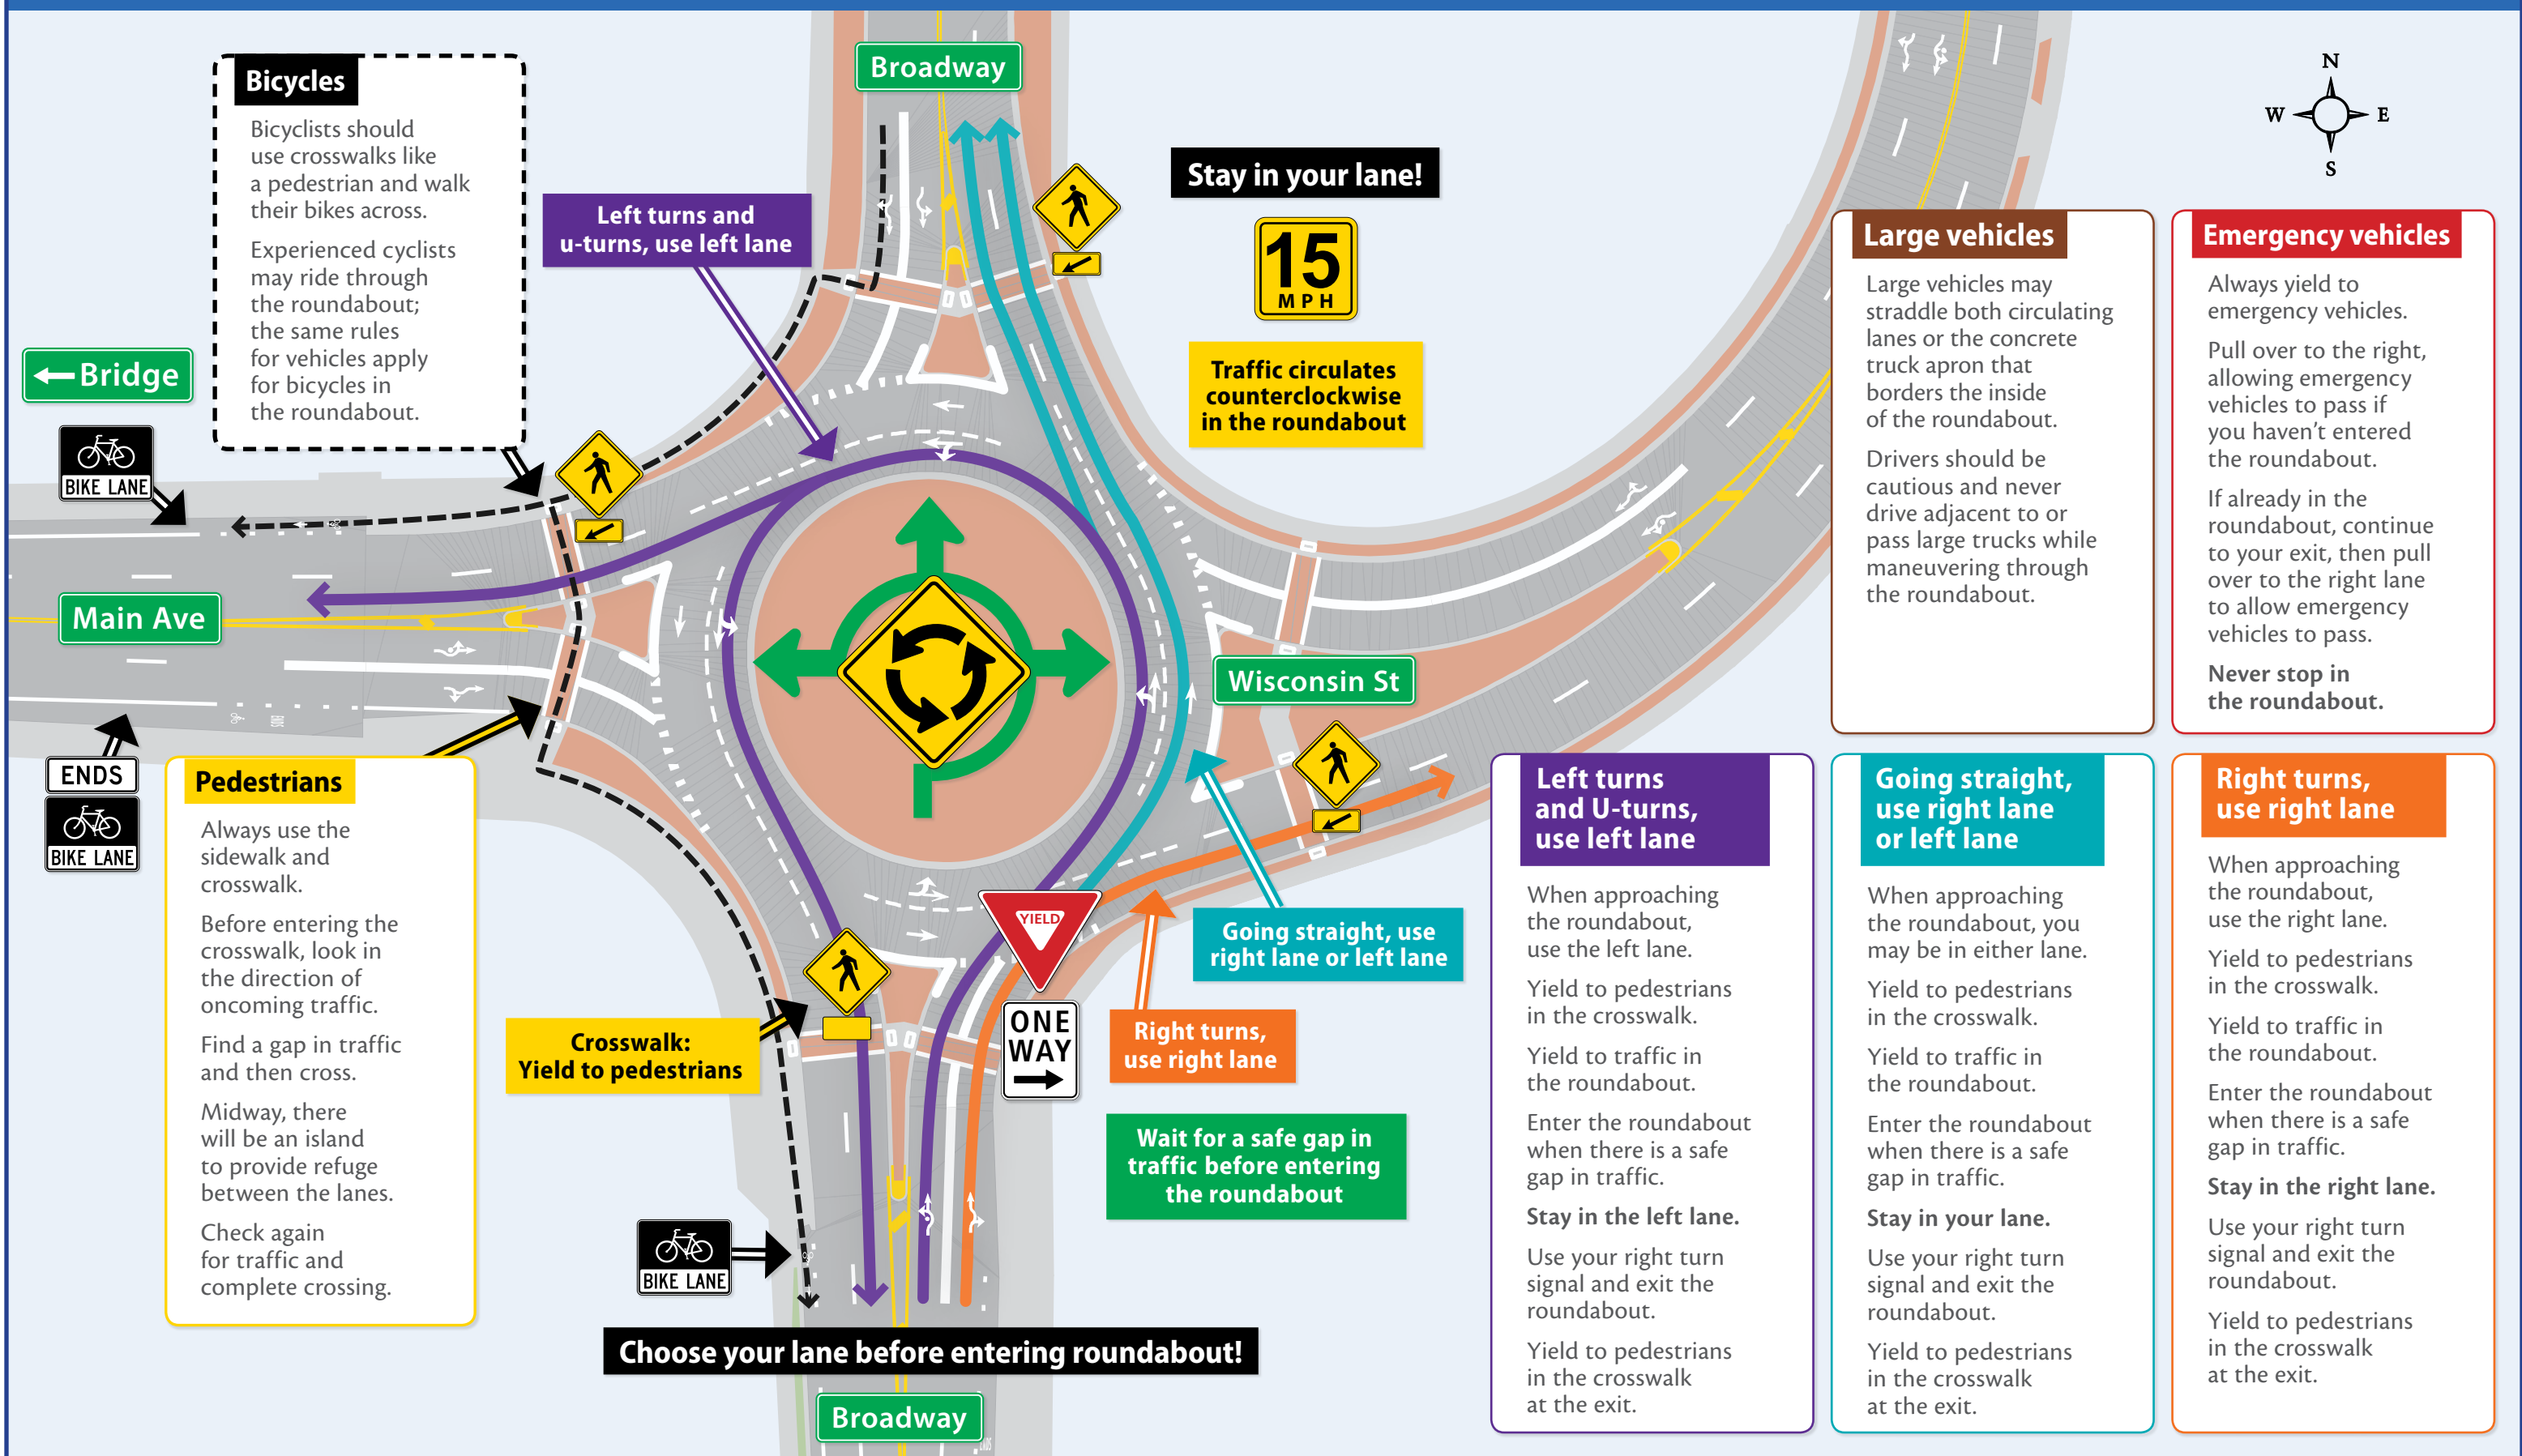 Broadway
Bicycles
Bicyclists should
use crosswalks like
a pedestrian and walk
their bikes across.
Experienced cyclists
may ride through
the roundabout;
the same rules
for vehicles apply
for bicycles in
the roundabout.
Left turns and
u-turns, use left lane
Stay in your lane!
15
MPH
Traffic circulates
counterclockwise
in the roundabout
N
W
E
S
Large vehicles
Large vehicles may
straddle both circulating
lanes or the concrete
truck apron that
borders the inside
of the roundabout.
Drivers should be
cautious and never
drive adjacent to or
pass large trucks while
maneuvering through
the roundabout.
Emergency vehicles
Always yield to
emergency vehicles.
Pull over to the right,
allowing emergency
vehicles to pass if
you haven't entered
the roundabout.
If already in the
roundabout, continue
to your exit, then pull
over to the right lane
to allow emergency
vehicles to pass.
Never stop in
the roundabout.
←Bridge
BIKE LANE
Main Ave
Wisconsin St
ENDS
BIKE LANE
Pedestrians
Always use the
sidewalk and
crosswalk.
Before entering the
crosswalk, look in
the direction of
oncoming traffic.
Find a gap in traffic
and then cross.
Midway, there
will be an island
to provide refuge
between the lanes.
Check again
for traffic and
complete crossing.
YIELD
Going straight, use
right lane or left lane
ONE
WAY
Right turns,
use right lane
Crosswalk:
Yield to pedestrians
Wait for a safe gap in
traffic before entering
the roundabout
BIKE LANE
Choose your lane before entering roundabout!
Broadway
Left turns
and U-turns,
use left lane
When approaching
the roundabout,
use the left lane.
Yield to pedestrians
in the crosswalk.
Yield to traffic in
the roundabout.
Enter the roundabout
when there is a safe
gap in traffic.
Stay in the left lane.
Use your right turn
signal and exit the
roundabout.
Yield to pedestrians
in the crosswalk
at the exit.
Going straight,
use right lane
or left lane
When approaching
the roundabout, you
may be in either lane.
Yield to pedestrians
in the crosswalk.
Yield to traffic in
the roundabout.
Enter the roundabout
when there is a safe
gap in traffic.
Stay in your lane.
Use your right turn
signal and exit the
roundabout.
Yield to pedestrians
in the crosswalk
at the exit.
Right turns,
use right lane
When approaching
the roundabout,
use the right lane.
Yield to pedestrians
in the crosswalk.
Yield to traffic in
the roundabout.
Enter the roundabout
when there is a safe
gap in traffic.
Stay in the right lane.
Use your right turn
signal and exit the
roundabout.
Yield to pedestrians
in the crosswalk
at the exit.